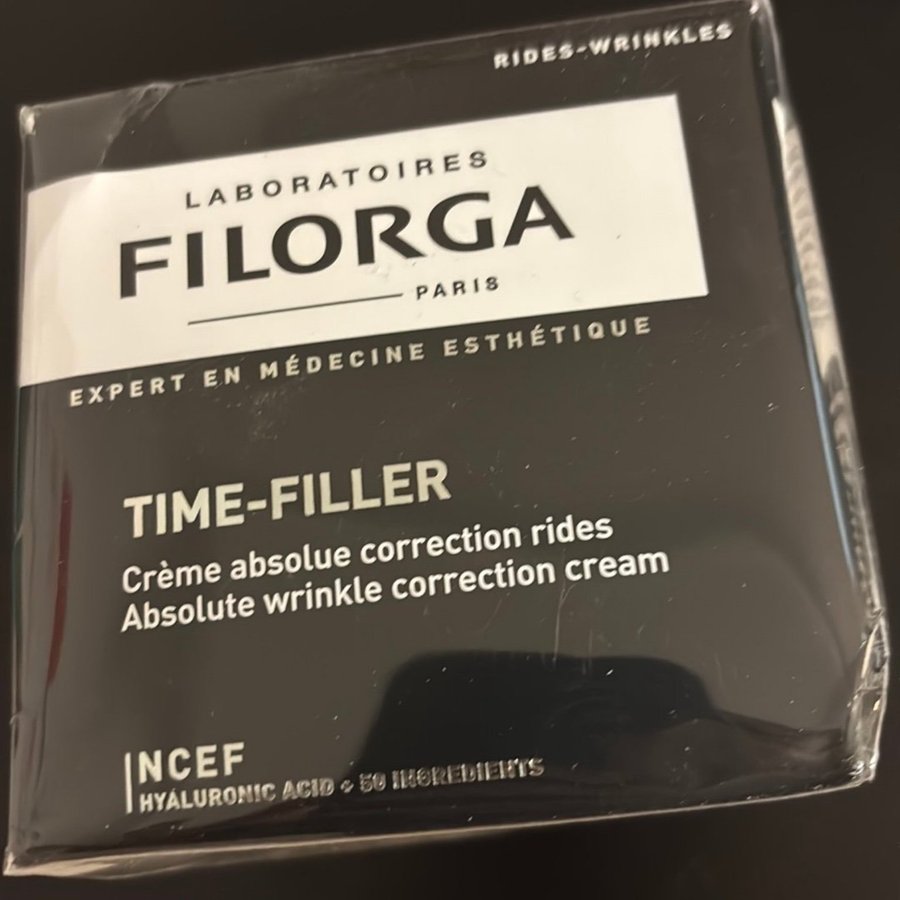 RIDES-WRINKLES
LABORATOIRES
FILORGA
PARIS
EXPERT EN MÉDECINE ESTHÉTIQUE
TIME-FILLER
Crème absolue correction rides
Absolute wrinkle correction cream
NCEF
HYALURONIC ACID + 50 INGREDIENTS